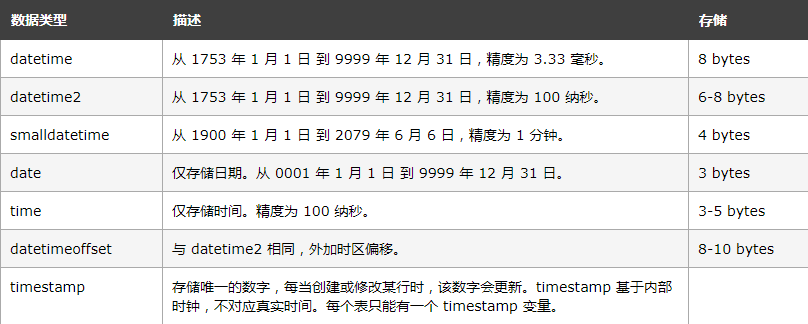 数据类型 描述 存储
datetime 从 1753 年 1 月 1 日 到 9999 年 12 月 31 日，精度为 3.33 毫秒。 8 bytes
datetime2 从 1753 年 1 月 1 日 到 9999 年 12 月 31 日，精度为 100 纳秒。 6-8 bytes
smalldatetime 从 1900 年 1 月 1 日 到 2079 年 6 月 6 日，精度为 1 分钟。 4 bytes
date 仅存储日期。从 0001 年 1 月 1 日 到 9999 年 12 月 31 日。 3 bytes
time 仅存储时间。精度为 100 纳秒。 3-5 bytes
datetimeoffset 与 datetime2 相同，外加时区偏移。 8-10 bytes
timestamp 存储唯一的数字，每当创建或修改某行时，该数字会更新。timestamp 基于内部
时钟，不对应真实时间。每个表只能有一个 timestamp 变量。